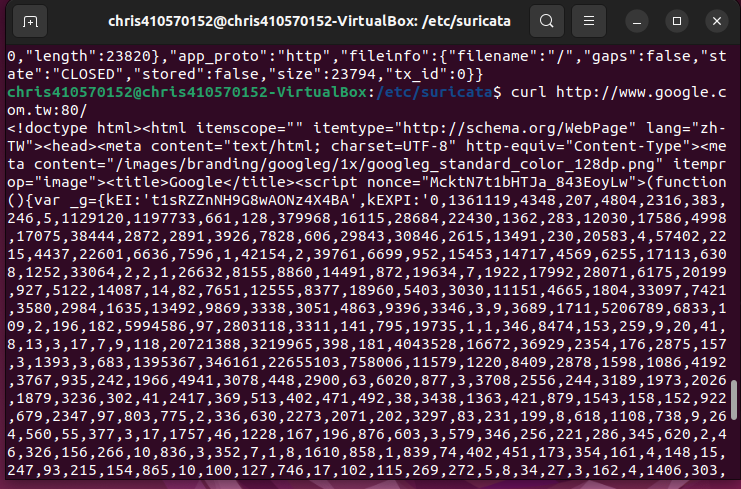 chris410570152@chris410570152-VirtualBox: /etc/suricata
0,"length":23820},"app_proto":"http","fileinfo":{"filename":"/","gaps":false,"st
ate":"CLOSED","stored":false,"size":23794,"tx_id":0}}
chris410570152@chris410570152-VirtualBox:/etc/suricata$ curl http://www.google.c
om.tw:80/
<!doctype html><html itemscope="" itemtype="http://schema.org/WebPage" lang="zh-
TW"><head><meta content="text/html; charset=UTF-8" http-equiv="Content-Type"><me
ta content="/images/branding/googleg/1x/googleg_standard_color_128dp.png" itempr
op="image"><title>Google</title><script nonce="McktN7t1bHTJa_843EoyLw">(function
(){var _g={kEI:'t1sRZZnNH9G8wAONz4X4BA',kEXPI:'0,1361119,4348,207,4804,2316,383,
246,5,1129120,1197733,661,128,379968,16115,28684,22430,1362,283,12030,17586,4998
,17075,38444,2872,2891,3926,7828,606,29843,30846,2615,13491,230,20583,4,57402,22
15,4437,22601,6636,7596,1,42154,2,39761,6699,952,15453,14717,4569,6255,17113,630
8,1252,33064,2,2,1,26632,8155,8860,14491,872,19634,7,1922,17992,28071,6175,20199
,927,5122,14087,14,82,7651,12555,8377,18960,5403,3030,11151,4665,1804,33097,7421
,3580,2984,1635,13492,9869,3338,3051,4863,9396,3346,3,9,3689,1711,5206789,6833,1
09,2,196,182,5994586,97,2803118,3311,141,795,19735,1,1,346,8474,153,259,9,20,41,
8,13,3,17,7,9,118,20721388,3219965,398,181,4043528,16672,36929,2354,176,2875,157
,3,1393,3,683,1395367,346161,22655103,758006,11579,1220,8409,2878,1598,1086,4192
,3767,935,242,1966,4941,3078,448,2900,63,6020,877,3,3708,2556,244,3189,1973,2026
,1879,3236,302,41,2417,369,513,402,471,492,38,3438,1363,421,879,1543,158,152,922
,679,2347,97,803,775,2,336,630,2273,2071,202,3297,83,231,199,8,618,1108,738,9,26
4,560,55,377,3,17,1757,46,1228,167,196,876,603,3,579,346,256,221,286,345,620,2,4
6,326,156,266,10,836,3,352,7,1,8,1610,858,1,839,74,402,451,173,354,161,4,148,15,
247,93,215,154,865,10,100,127,746,17,102,115,269,272,5,8,34,27,3,162,4,1406,303,